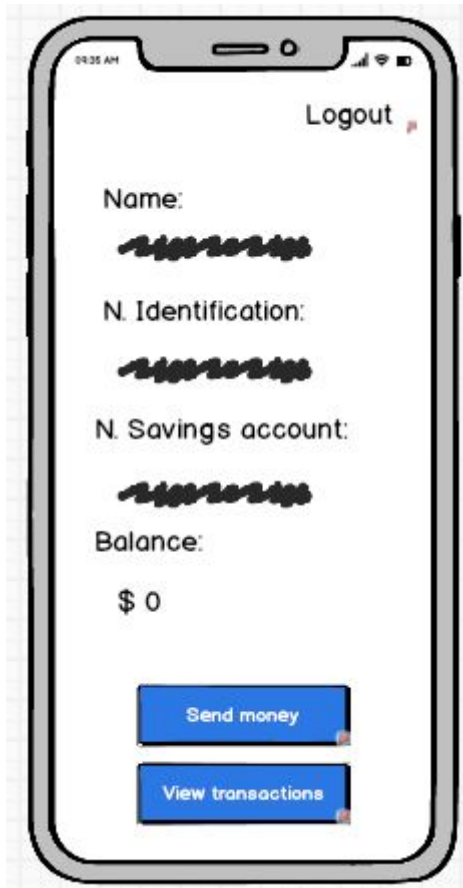 09:35 AM
Logout
Name:
N. Identification:
N. Savings account:
Balance:
$ 0
Send money
View transactions